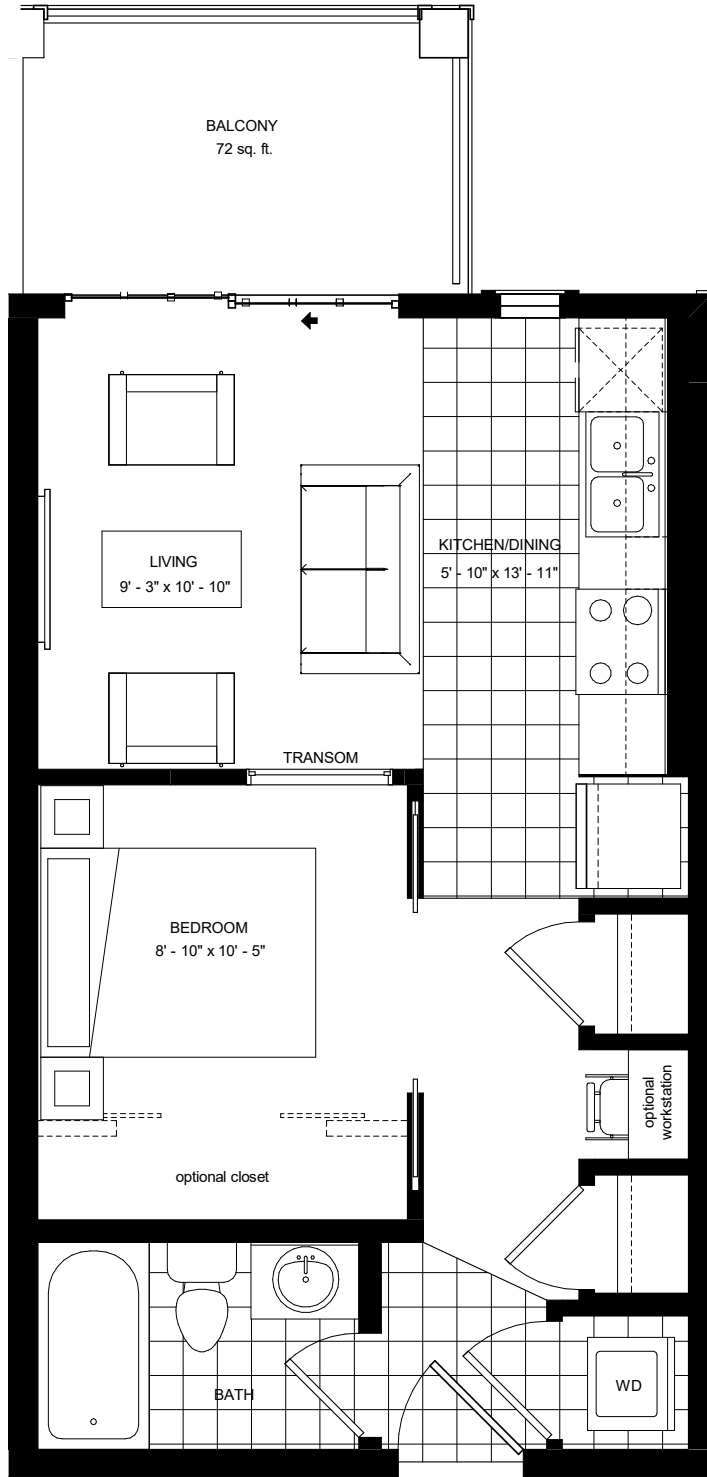 BALCONY
72 sq. ft.
LIVING
9' - 3" x 10' - 10"
KITCHEN/DINING
5' - 10" x 13' - 11"
TRANSOM
BEDROOM
8' - 10" x 10' - 5"
optional
workstation
optional closet
BATH
WD